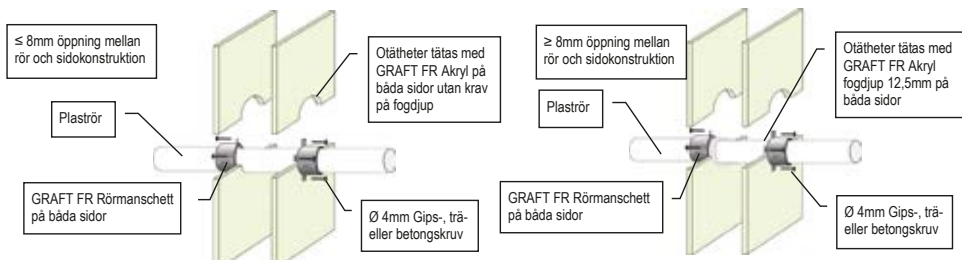 ≤ 8mm öppning mellan
rör och sidokonstruktion
Otätheter tätas med
GRAFT FR Akryl på
båda sidor utan krav
på fogdjup
Plaströr
GRAFT FR Rörmanschett
på båda sidor
Ø 4mm Gips-, trä-
eller betongskruv
≥ 8mm öppning mellan
rör och sidokonstruktion
Otätheter tätas med
GRAFT FR Akryl
fogdjup 12,5mm på
båda sidor
Plaströr
GRAFT FR Rörmanschett
på båda sidor
Ø 4mm Gips-, trä-
eller betongskruv